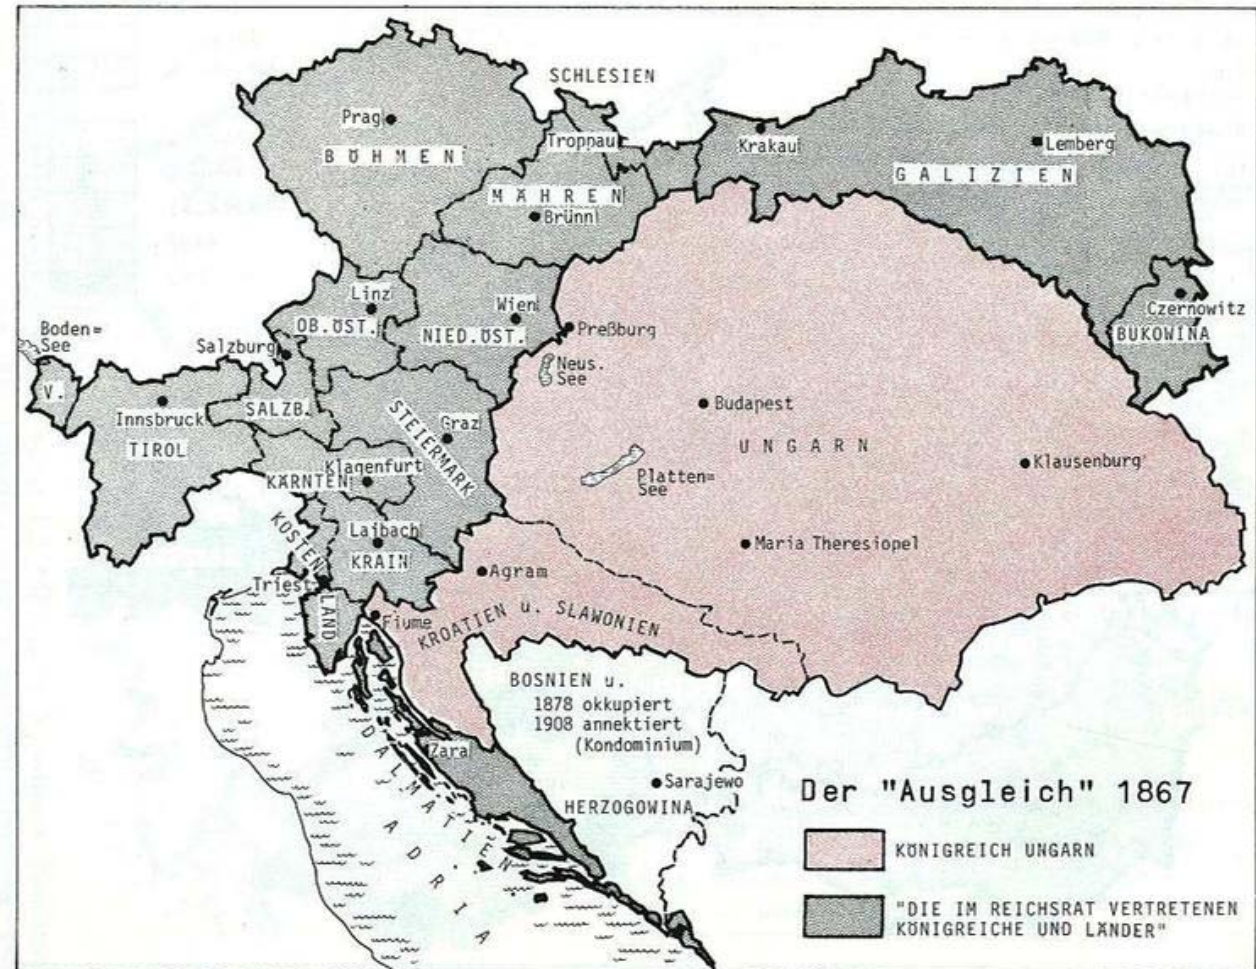 SCHLESIEN
Prag
Troppau
Krakau
Lemberg
BÖHMEN
GALIZIEN
MÄHREN
Brünn
Linz
Wien
Czernowitz
OB.ÖST.
NIED.ÖST.
BUKOWINA
Boden=
See
Salzburg
Preßburg
Neus.
See
V.
Innsbruck
SALZB.
STEIERMARK
Graz
Budapest
TIROL
UNGARN
Klagenfurt
KÄRNTEN
Platten=
See
Klausenburg
KÜSTEN
LAND
Laibach
KRAIN
Maria Theresiopel
Triest
Agram
Fiume
KROATIEN u. SLAWONIEN
BOSNIEN u.
1878 okkupiert
1908 annektiert
(Kondominium)
Zara
Sarajewo
HERZOGOWINA
DALMATIEN
ADRIA
Der "Ausgleich" 1867
KÖNIGREICH UNGARN
"DIE IM REICHSRAT VERTRETENEN
KÖNIGREICHE UND LÄNDER"